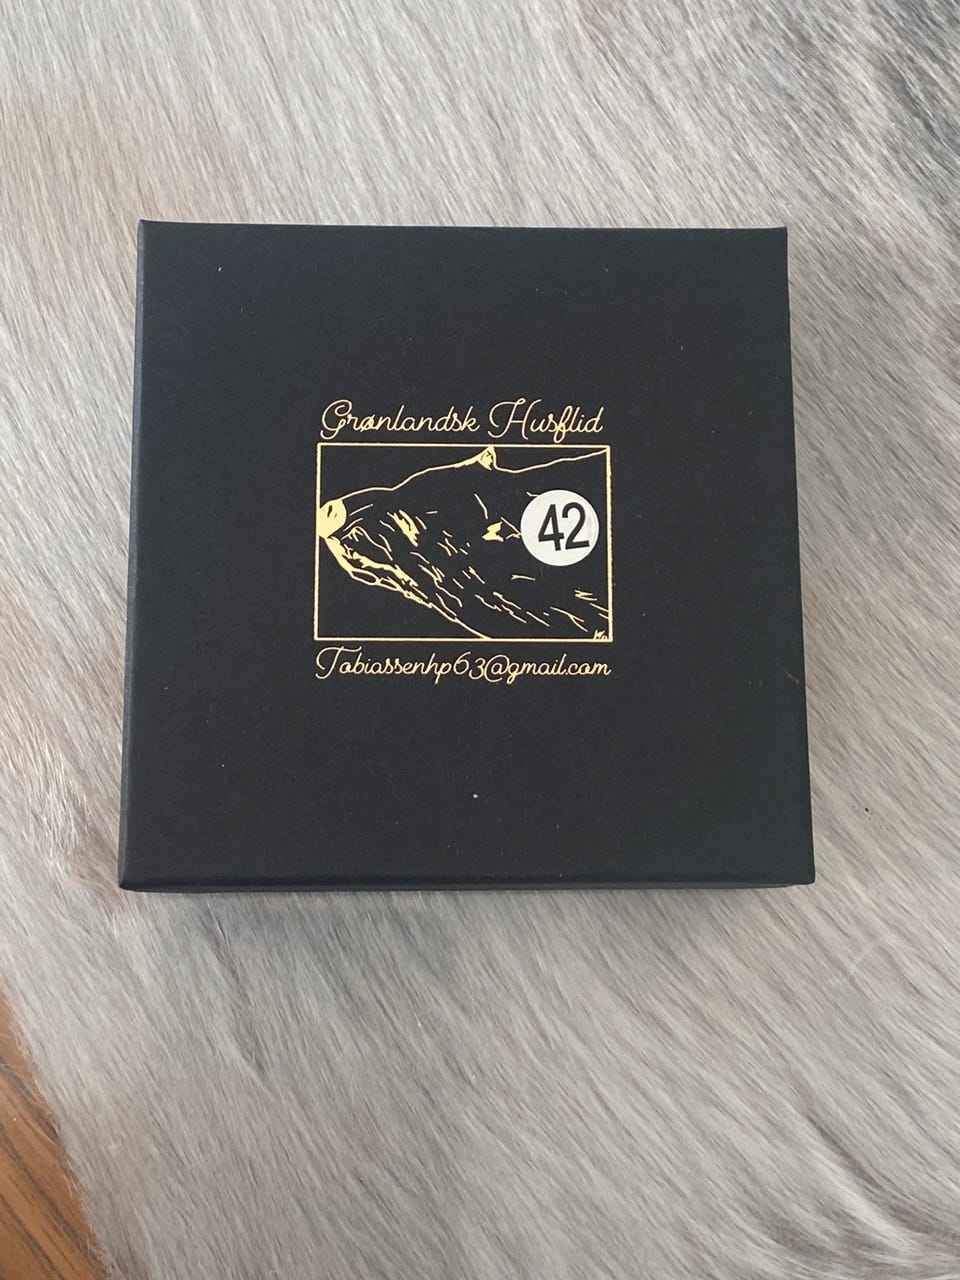 Grønlandsk Husflid
42
Tobiassenhp63@gmail.com